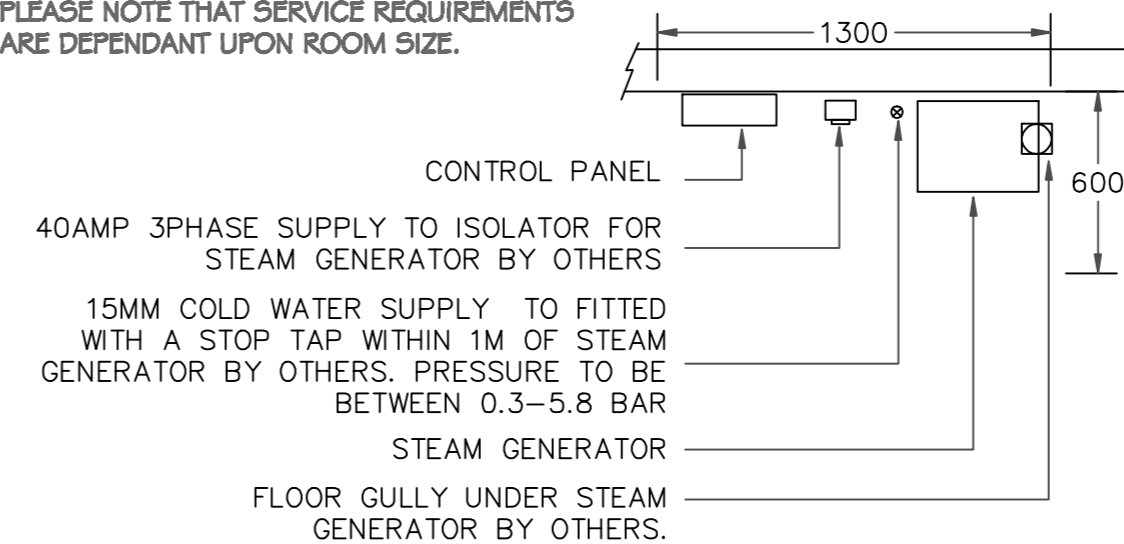 PLEASE NOTE THAT SERVICE REQUIREMENTS
ARE DEPENDANT UPON ROOM SIZE.
1300
600
CONTROL PANEL
40AMP 3PHASE SUPPLY TO ISOLATOR FOR
STEAM GENERATOR BY OTHERS
15MM COLD WATER SUPPLY TO FITTED
WITH A STOP TAP WITHIN 1M OF STEAM
GENERATOR BY OTHERS. PRESSURE TO BE
BETWEEN 0.3–5.8 BAR
STEAM GENERATOR
FLOOR GULLY UNDER STEAM
GENERATOR BY OTHERS.